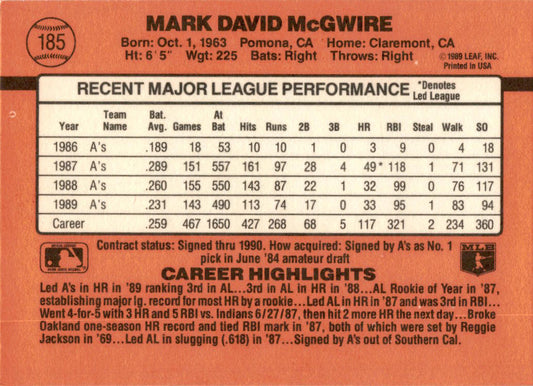 185
MARK DAVID McGWIRE
Born: Oct. 1, 1963 Pomona, CA Home: Claremont, CA
Ht: 6' 5" Wgt: 225 Bats: Right Throws: Right
©1989 LEAF, INC.
Printed in USA
RECENT MAJOR LEAGUE PERFORMANCE *Denotes Led League
Year Team Name Bat. Avg. Games At Bat Hits Runs 2B 3B HR RBI Steal Walk SO
1986 A's .189 18 53 10 10 1 0 3 9 0 4 18
1987 A's .289 151 557 161 97 28 4 49* 118 1 71 131
1988 A's .260 155 550 143 87 22 1 32 99 0 76 117
1989 A's .231 143 490 113 74 17 0 33 95 1 83 94
Career .259 467 1650 427 268 68 5 117 321 2 234 360
Contract status: Signed thru 1990. How acquired: Signed by A's as No. 1
pick in June '84 amateur draft
MLB
CAREER HIGHLIGHTS
Led A's in HR in '89 ranking 3rd in AL...3rd in AL in HR in '88...AL Rookie of Year in '87,
establishing major lg. record for most HR by a rookie...Led AL in HR in '87 and was 3rd in RBI...
Went 4-for-5 with 3 HR and 5 RBI vs. Indians 6/27/87, then hit 2 more HR the next day...Broke
Oakland one-season HR record and tied RBI mark in '87, both of which were set by Reggie
Jackson in '69...Led AL in slugging (.618) in '87...Signed by A's out of Southern Cal.